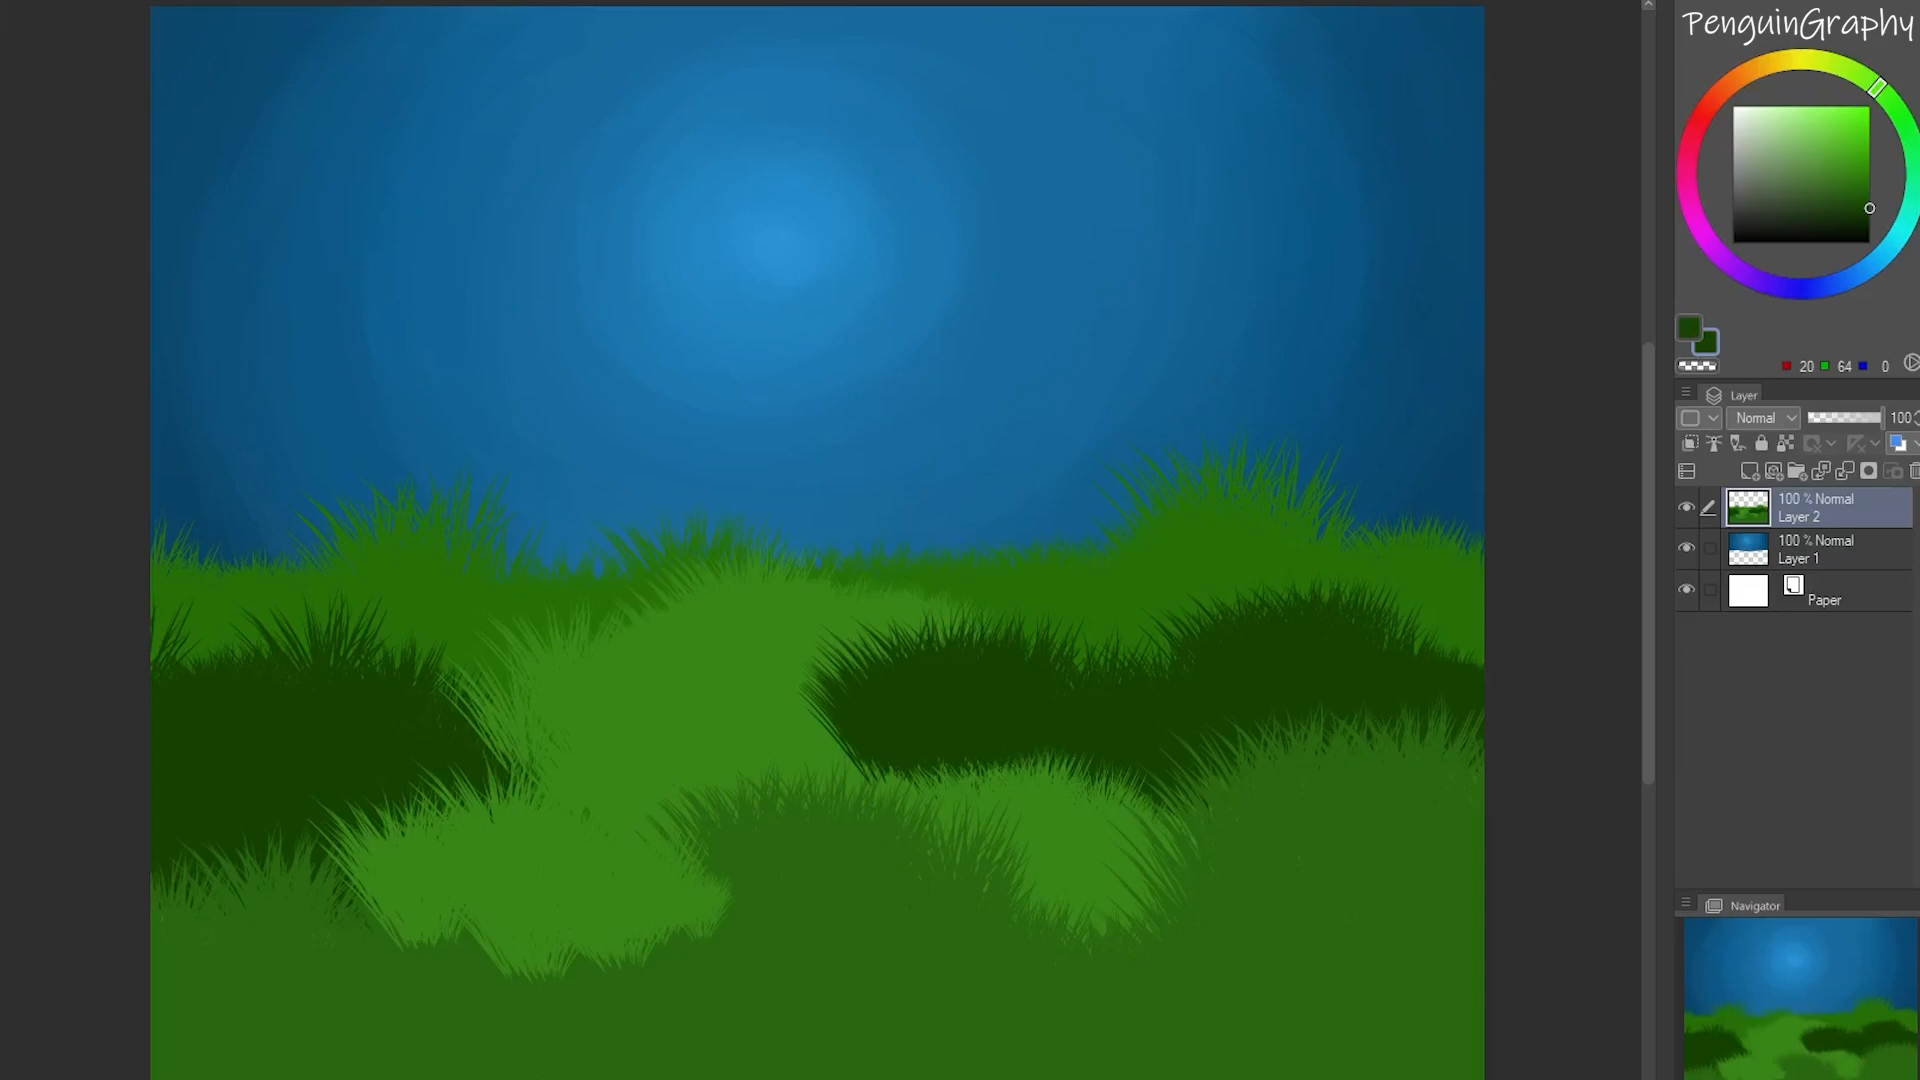 PenguinGraphy
20 64 0
Layer
Normal 100
100 % Normal
Layer 2
100 % Normal
Layer 1
Paper
Navigator